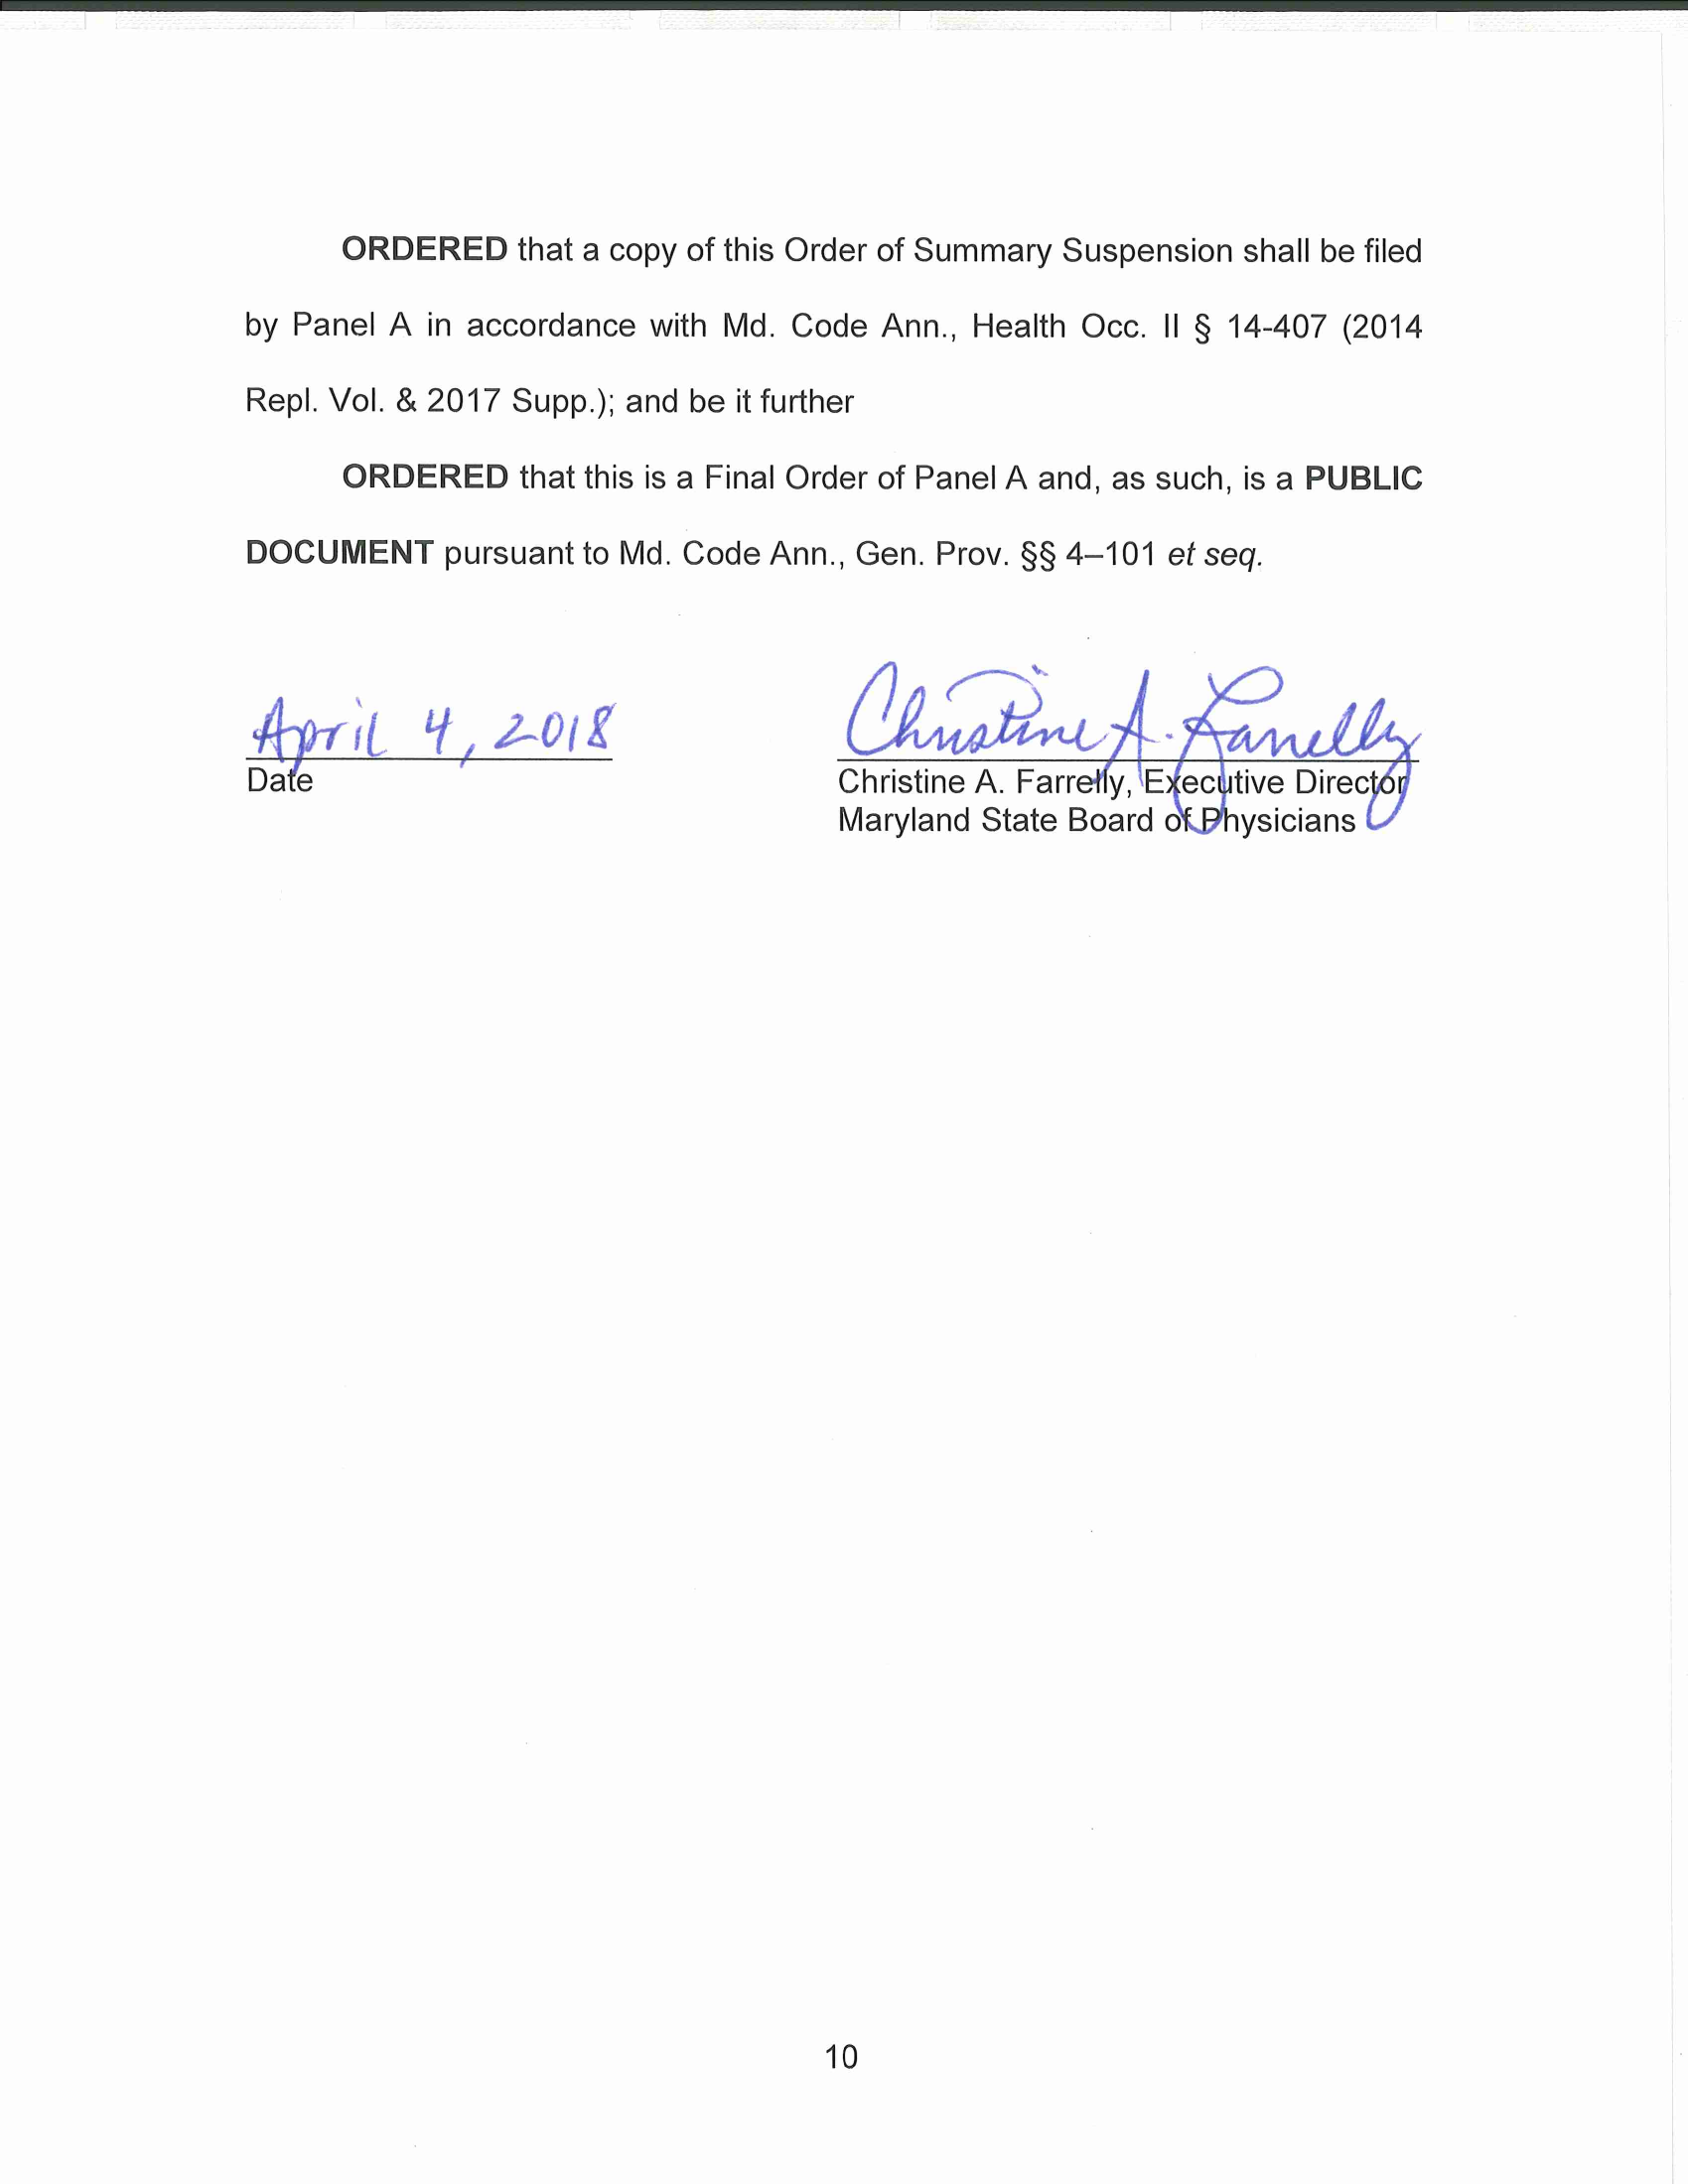 ORDERED that a copy of this Order of Summary Suspension shall be filed
by Panel A in accordance with Md. Code Ann., Health Occ. II § 14-407 (2014
Repl. Vol. & 2017 Supp.); and be it further
ORDERED that this is a Final Order of Panel A and, as such, is a PUBLIC
DOCUMENT pursuant to Md. Code Ann., Gen. Prov. §§ 4–101 et seq.
April 4, 2018 Christine A. Farrelly
Date Christine A. Farrelly, Executive Director
Maryland State Board of Physicians
10